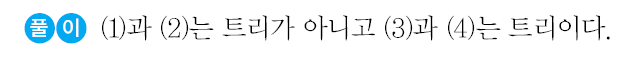 풀이 (1)과 (2)는 트리가 아니고 (3)과 (4)는 트리이다.